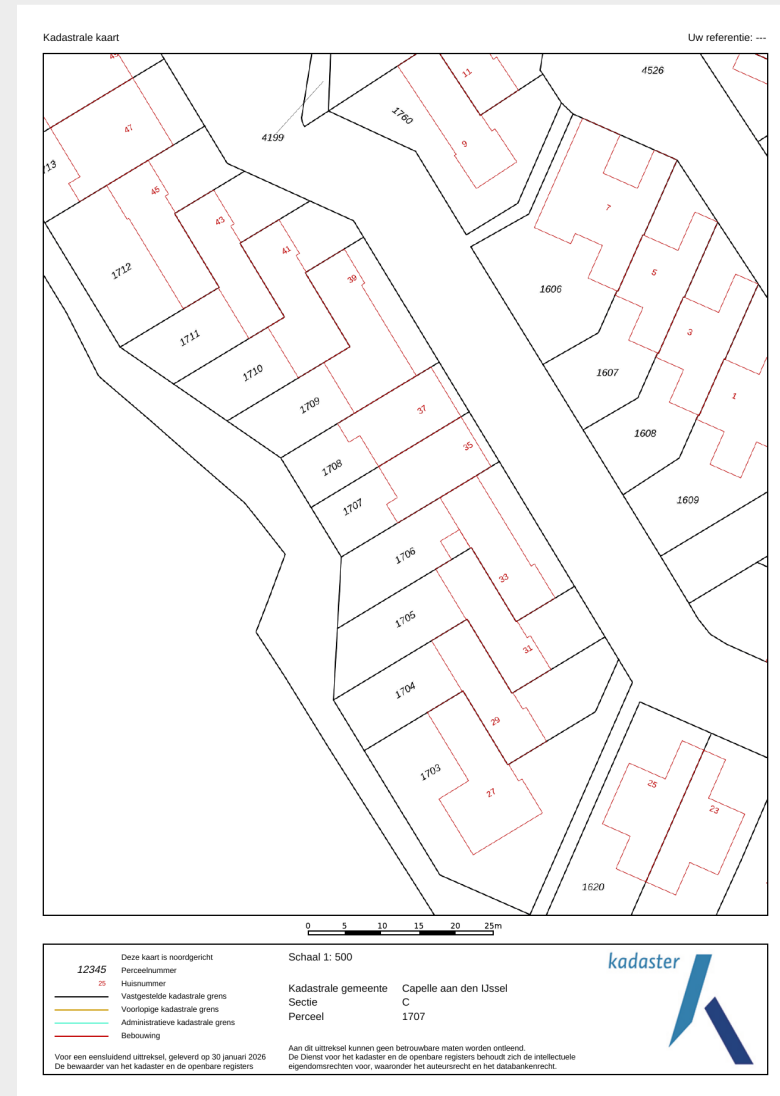 Kadastrale kaart
Uw referentie: ---
4526
11
1760
47
4199
9
45
43
7
41
1712
5
39
1606
3
1711
1607
1710
1
1709
37
1608
35
1708
1609
1707
1706
33
1705
31
1704
29
1703
27
25
23
1620
0 5 10 15 20 25m
Deze kaart is noordgericht
12345 Perceelnummer
25 Huisnummer
Vastgestelde kadastrale grens
Voorlopige kadastrale grens
Administratieve kadastrale grens
Bebouwing
Voor een eensluidend uittreksel, geleverd op 30 januari 2026
De bewaarder van het kadaster en de openbare registers
Schaal 1: 500
Kadastrale gemeente Capelle aan den IJssel
Sectie C
Perceel 1707
Aan dit uittreksel kunnen geen betrouwbare maten worden ontleend.
De Dienst voor het kadaster en de openbare registers behoudt zich de intellectuele
eigendomsrechten voor, waaronder het auteursrecht en het databankenrecht.
kadaster